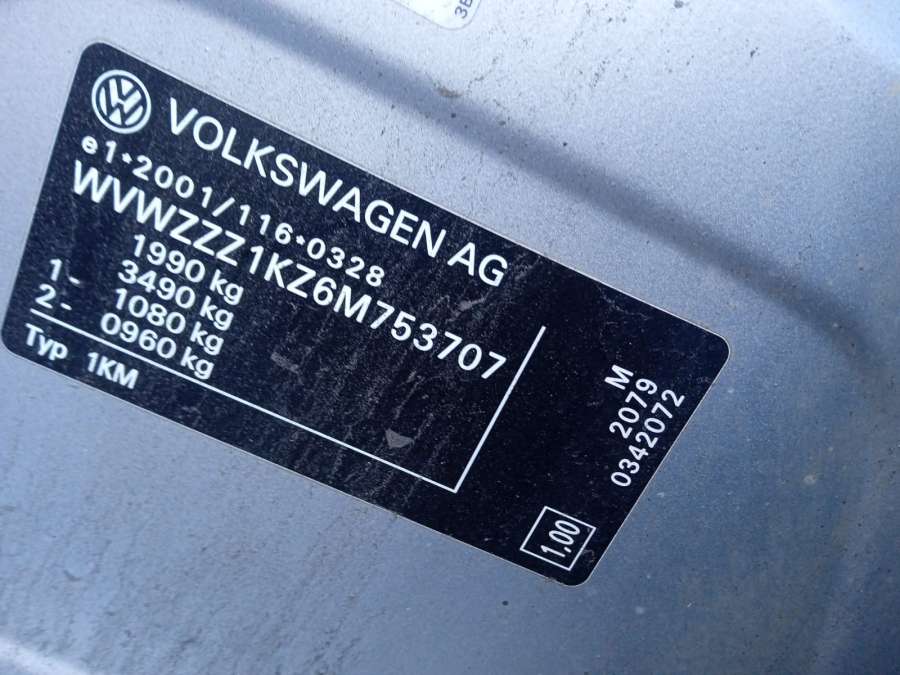 VOLKSWAGEN AG
e1*2001/116*0328
WVWZZZ1KZ6M753707
1990 kg
3490 kg
1 - 1080 kg
2 - 0960 kg
Typ 1KM
M
2079
0342072
1.00